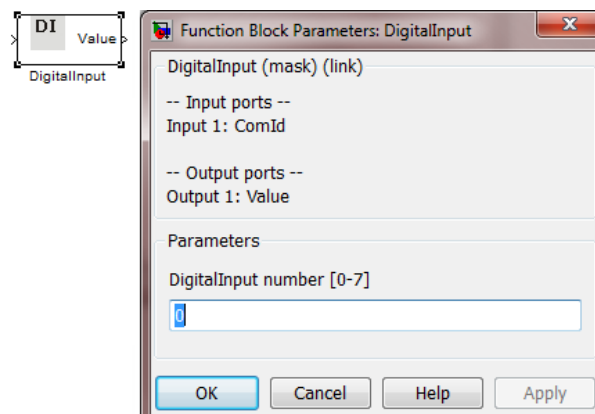 DI
Value
DigitalInput
Function Block Parameters: DigitalInput
DigitalInput (mask) (link)
-- Input ports --
Input 1: ComId
-- Output ports --
Output 1: Value
Parameters
DigitalInput number [0-7]
0
OK Cancel Help Apply